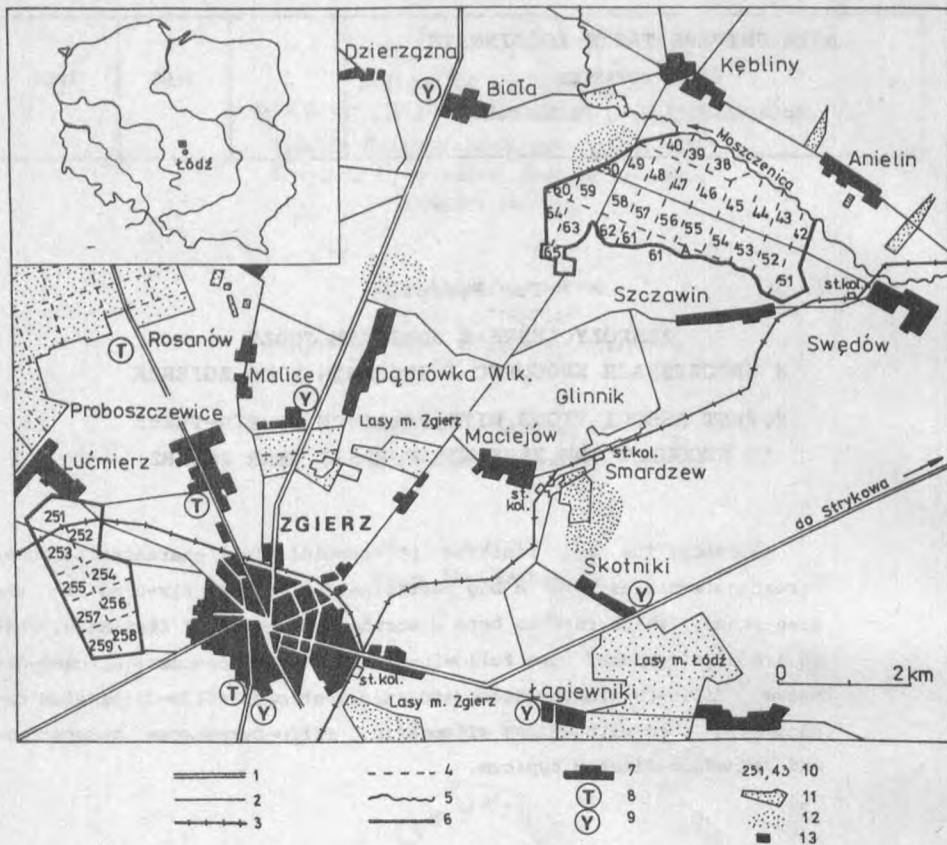 Dzierżązna
Y
Biala
Kębliny
Łódź
Moszczenica
Anielin
40 39 38
49 48 47 46 45 44 43 42
50
60 59 58 57 56 55 54 53 52 51
64 63 62 61
65
61
st.kol.
Szczawin
Swędów
T
Rosanów
Malice
Y
Dąbrówka Wlk.
Glinnik
Proboszczewice
Lasy m. Zgierz
Maciejów
st.kol.
Lućmierz
Smardzew
st.
kol.
T
ZGIERZ
do Strykowa
251
252
253
254
255
256
257
258
259
Skotniki
Y
Lasy m. Łódź
0 2 km
st.kol.
Lasy m. Zgierz
Łagiewniki
T
Y
Y
1 4 7 251, 43 10
2 5 T 8 11
3 6 Y 9 12
13